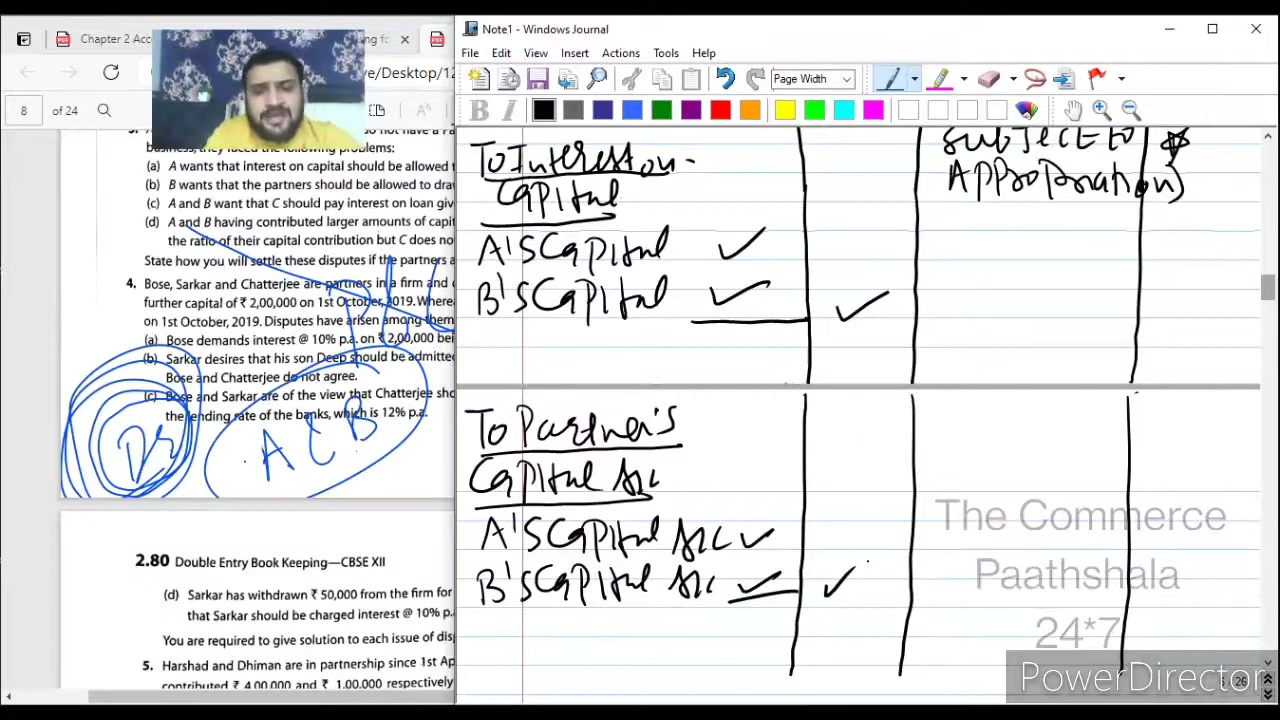 Chapter 2 Acc
ng fo
ve/Desktop/12
8 of 24
business, they faced the following problems:
(a) A wants that interest on capital should be allowed t
(b) B wants that the partners should be allowed to dra
(c) A and B want that C should pay interest on loan giv
(d) A and B having contributed larger amounts of capit
the ratio of their capital contribution but C does no
State how you will settle these disputes if the partners a
4. Bose, Sarkar and Chatterjee are partners in a firm and
further capital of ₹ 2,00,000 on 1st October, 2019. Where
on 1st October, 2019. Disputes have arisen among them
(a) Bose demands interest @ 10% p.a. on ₹ 2,00,000 bei
(b) Sarkar desires that his son Deep should be admitted
Bose and Chatterjee do not agree.
(c) Bose and Sarkar are of the view that Chatterjee sho
the lending rate of the banks, which is 12% p.a.
Dr
A & B
2.80 Double Entry Book Keeping—CBSE XII
(d) Sarkar has withdrawn ₹ 50,000 from the firm for
that Sarkar should be charged interest @ 10% p.
You are required to give solution to each issue of disp
5. Harshad and Dhiman are in partnership since 1st Ap
contributed ₹ 4,00,000 and ₹ 1,00,000 respectively
Note1 - Windows Journal
File Edit View Insert Actions Tools Help
Page Width
B I
To Interest on
Capital
A's Capital
B's Capital
subject to
Appropriation)
To Partner's
Capital A/c
A's Capital A/c
B's Capital A/c
The Commerce
Paathshala
24*7
PowerDirector